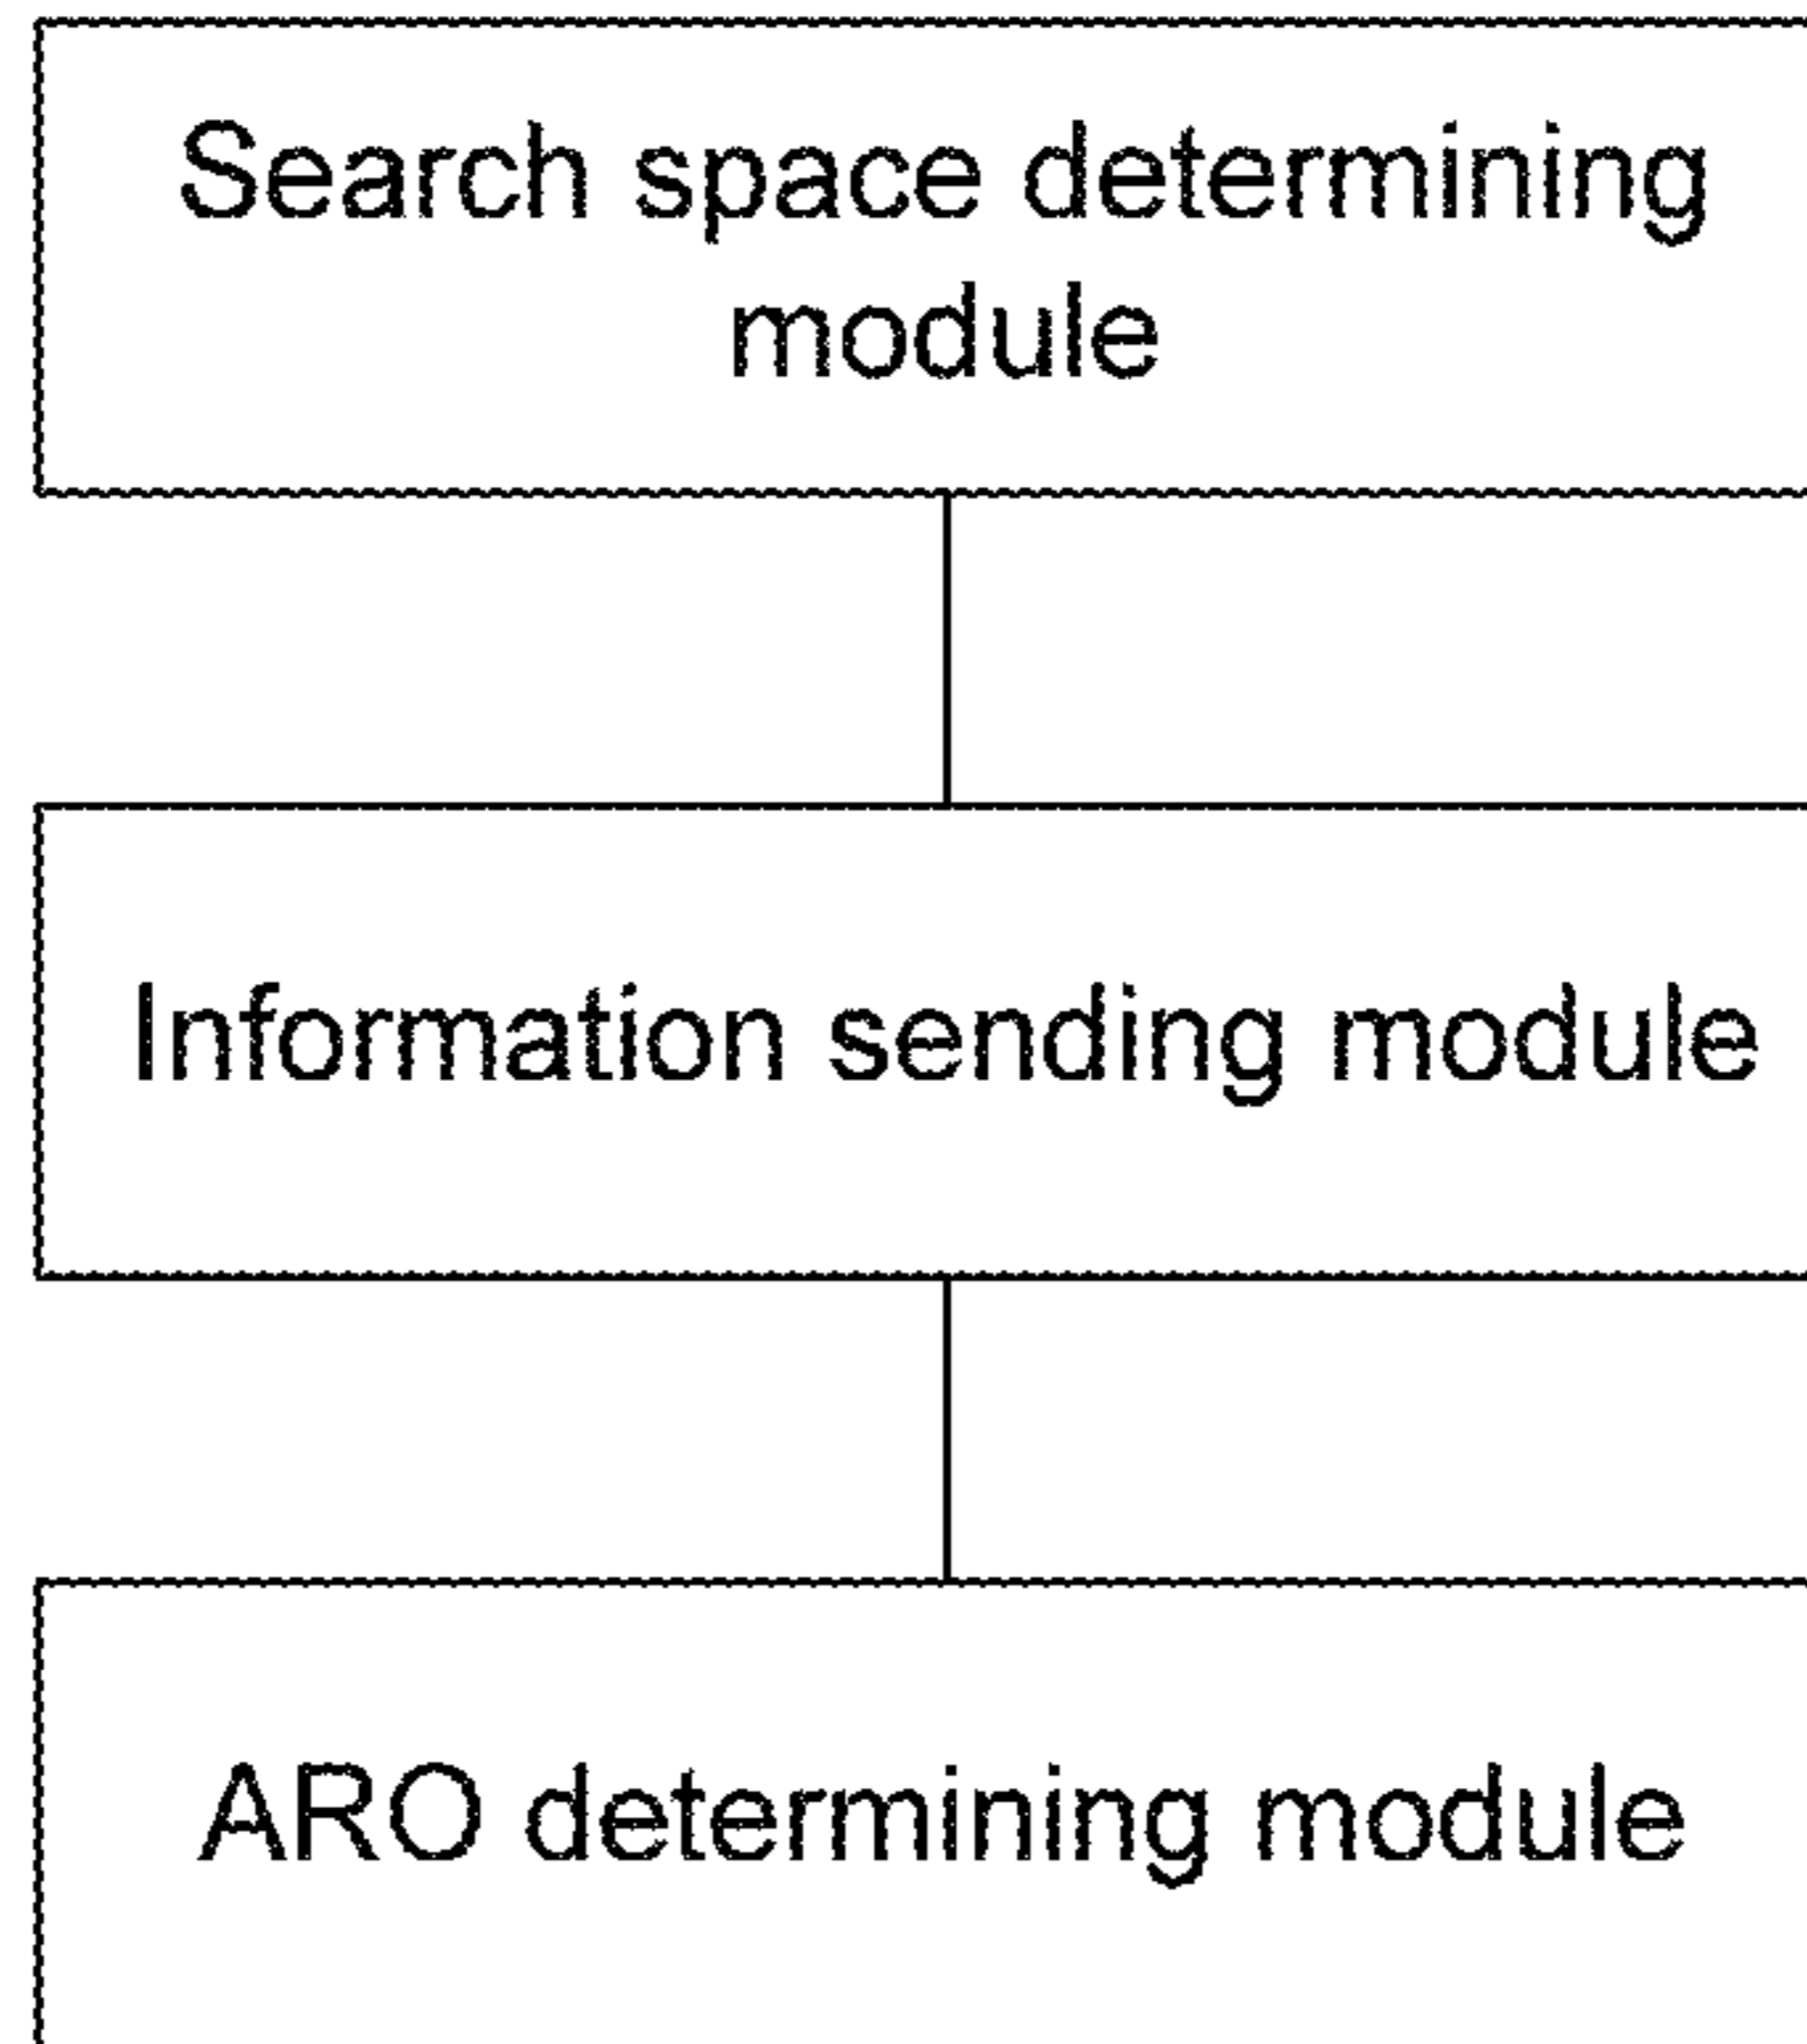 Search space determining
module
Information sending module
ARO determining module